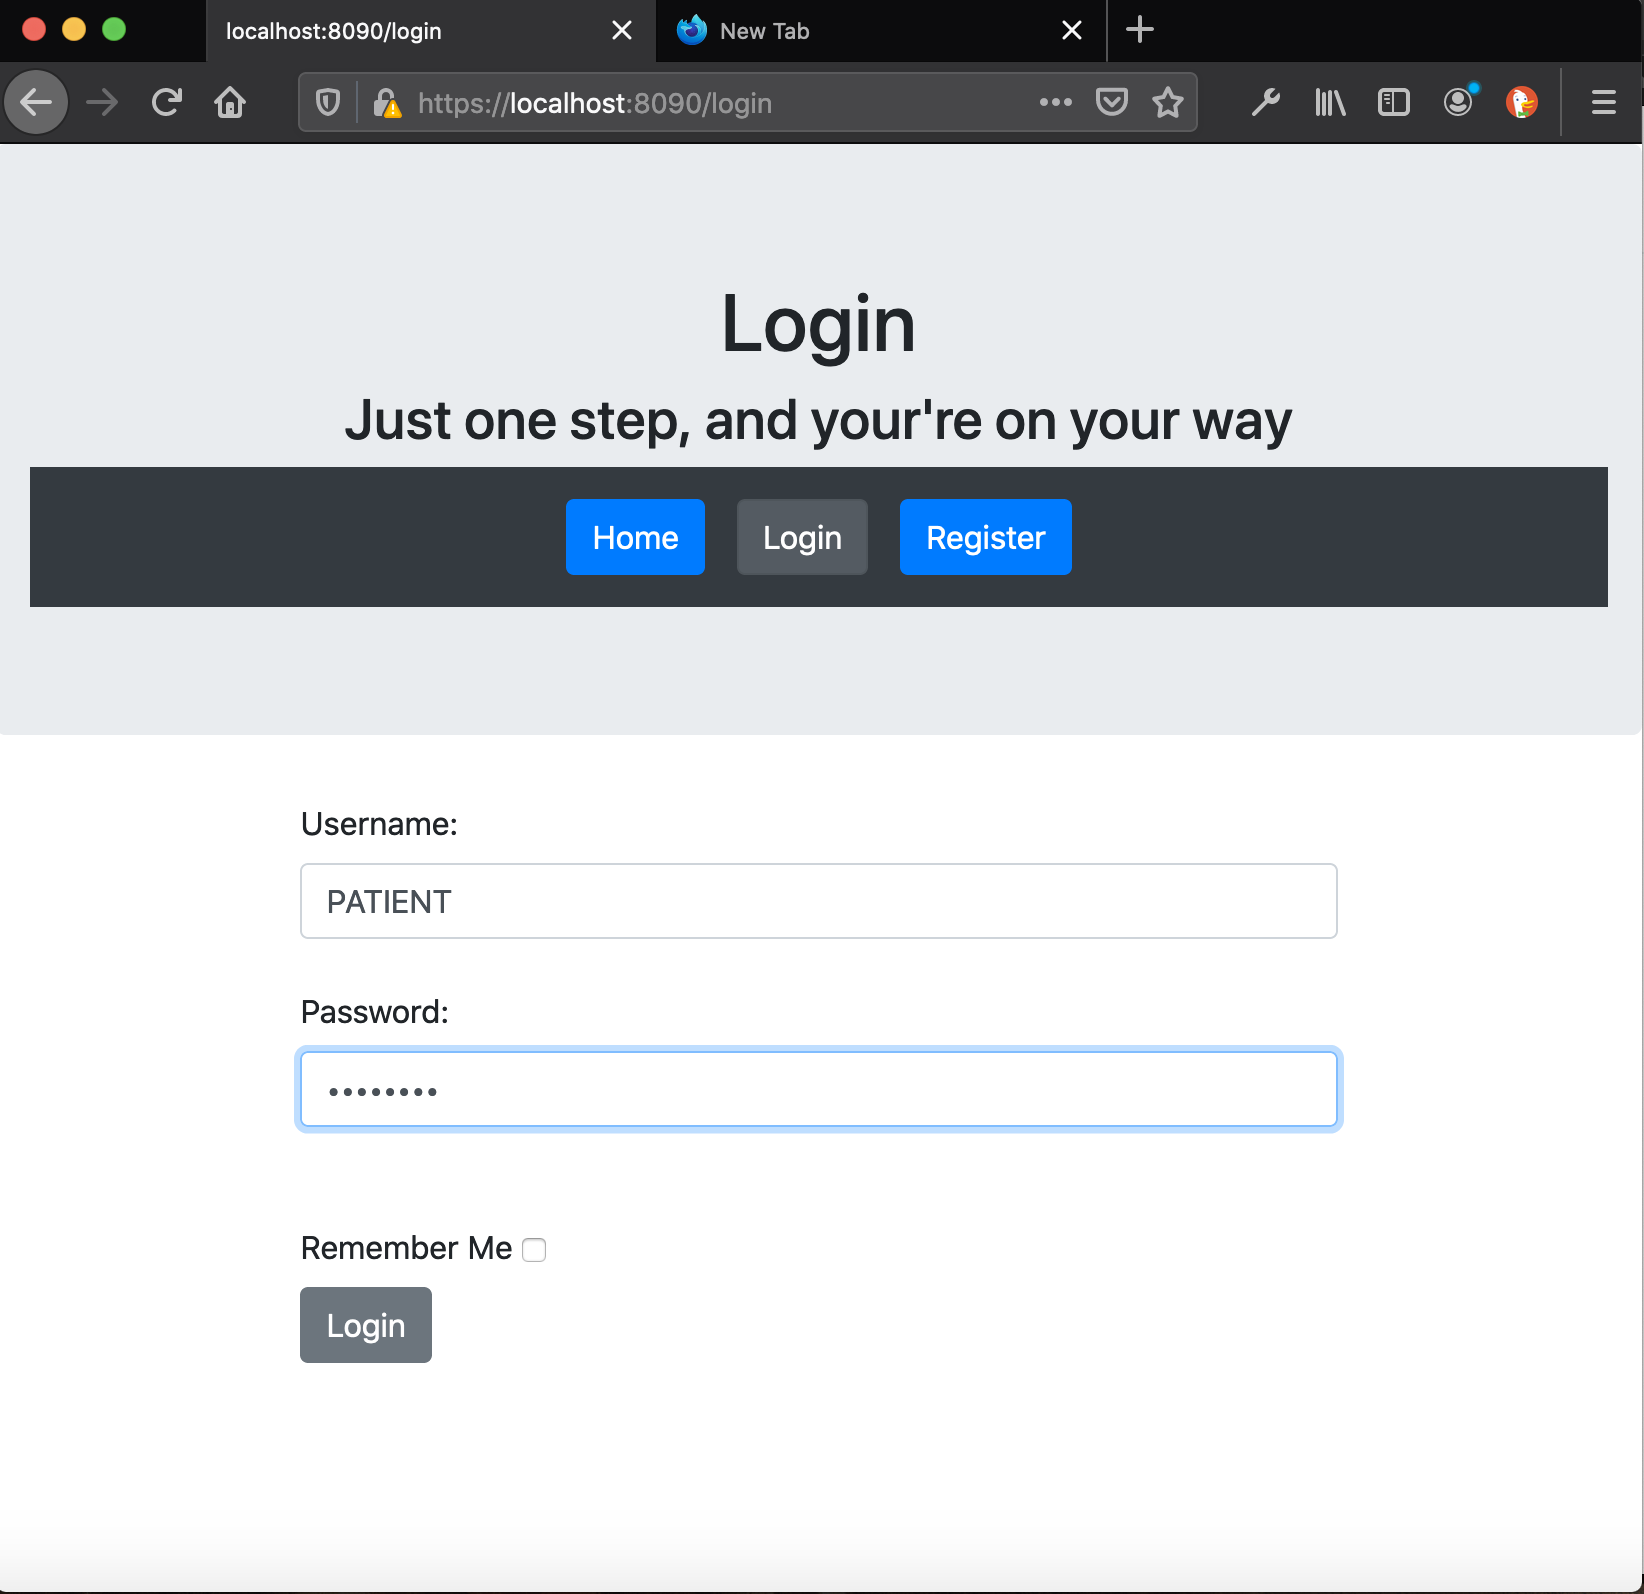 localhost:8090/login
New Tab
https://localhost:8090/login
Login
Just one step, and your're on your way
Home Login Register
Username:
PATIENT
Password:
••••••••
Remember Me
Login